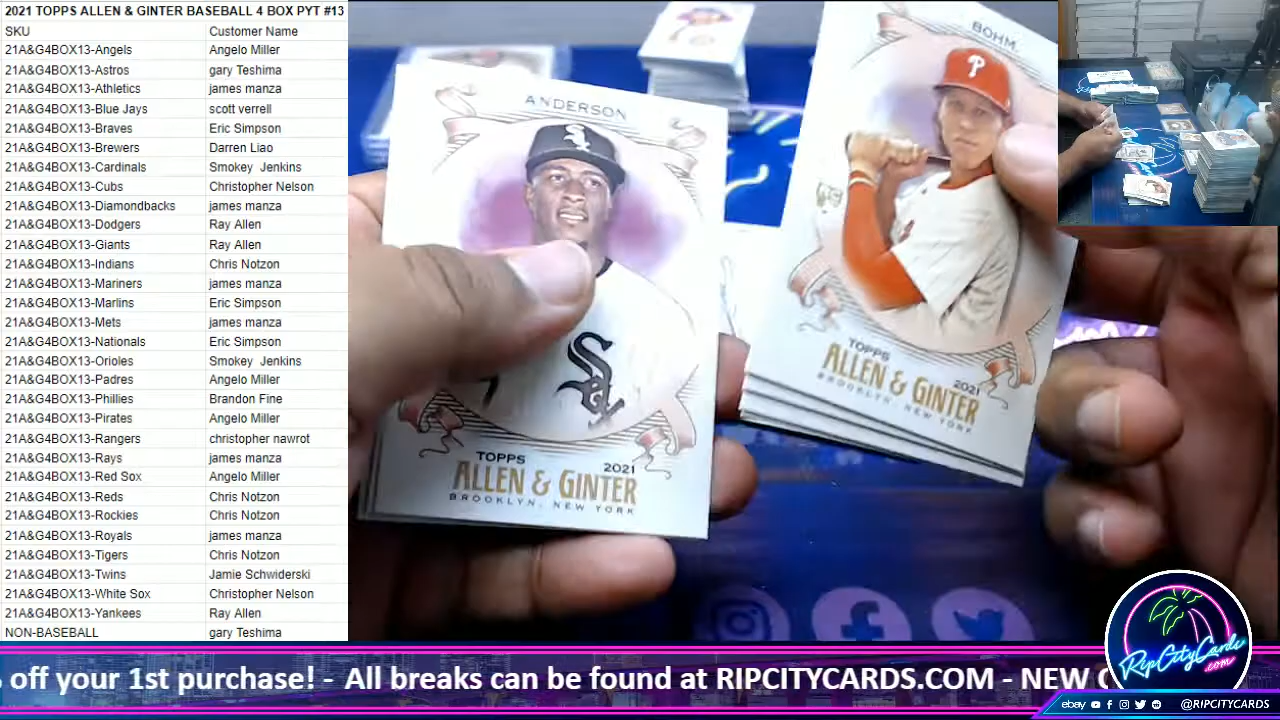 2021 TOPPS ALLEN & GINTER BASEBALL 4 BOX PYT #13
SKU Customer Name
21A&G4BOX13-Angels Angelo Miller
21A&G4BOX13-Astros gary Teshima
21A&G4BOX13-Athletics james manza
21A&G4BOX13-Blue Jays scott verrell
21A&G4BOX13-Braves Eric Simpson
21A&G4BOX13-Brewers Darren Liao
21A&G4BOX13-Cardinals Smokey  Jenkins
21A&G4BOX13-Cubs Christopher Nelson
21A&G4BOX13-Diamondbacks james manza
21A&G4BOX13-Dodgers Ray Allen
21A&G4BOX13-Giants Ray Allen
21A&G4BOX13-Indians Chris Notzon
21A&G4BOX13-Mariners james manza
21A&G4BOX13-Marlins Eric Simpson
21A&G4BOX13-Mets james manza
21A&G4BOX13-Nationals Eric Simpson
21A&G4BOX13-Orioles Smokey  Jenkins
21A&G4BOX13-Padres Angelo Miller
21A&G4BOX13-Phillies Brandon Fine
21A&G4BOX13-Pirates Angelo Miller
21A&G4BOX13-Rangers christopher nawrot
21A&G4BOX13-Rays james manza
21A&G4BOX13-Red Sox Angelo Miller
21A&G4BOX13-Reds Chris Notzon
21A&G4BOX13-Rockies Chris Notzon
21A&G4BOX13-Royals james manza
21A&G4BOX13-Tigers Chris Notzon
21A&G4BOX13-Twins Jamie Schwiderski
21A&G4BOX13-White Sox Christopher Nelson
21A&G4BOX13-Yankees Ray Allen
NON-BASEBALL gary Teshima
ANDERSON
Sox
TOPPS 2021
ALLEN & GINTER
BROOKLYN, NEW YORK
BOHM
P
TOPPS 2021
ALLEN & GINTER
BROOKLYN, NEW YORK
off your 1st purchase! - All breaks can be found at RIPCITYCARDS.COM - NEW
RipCityCards
.com
ebay @RIPCITYCARDS